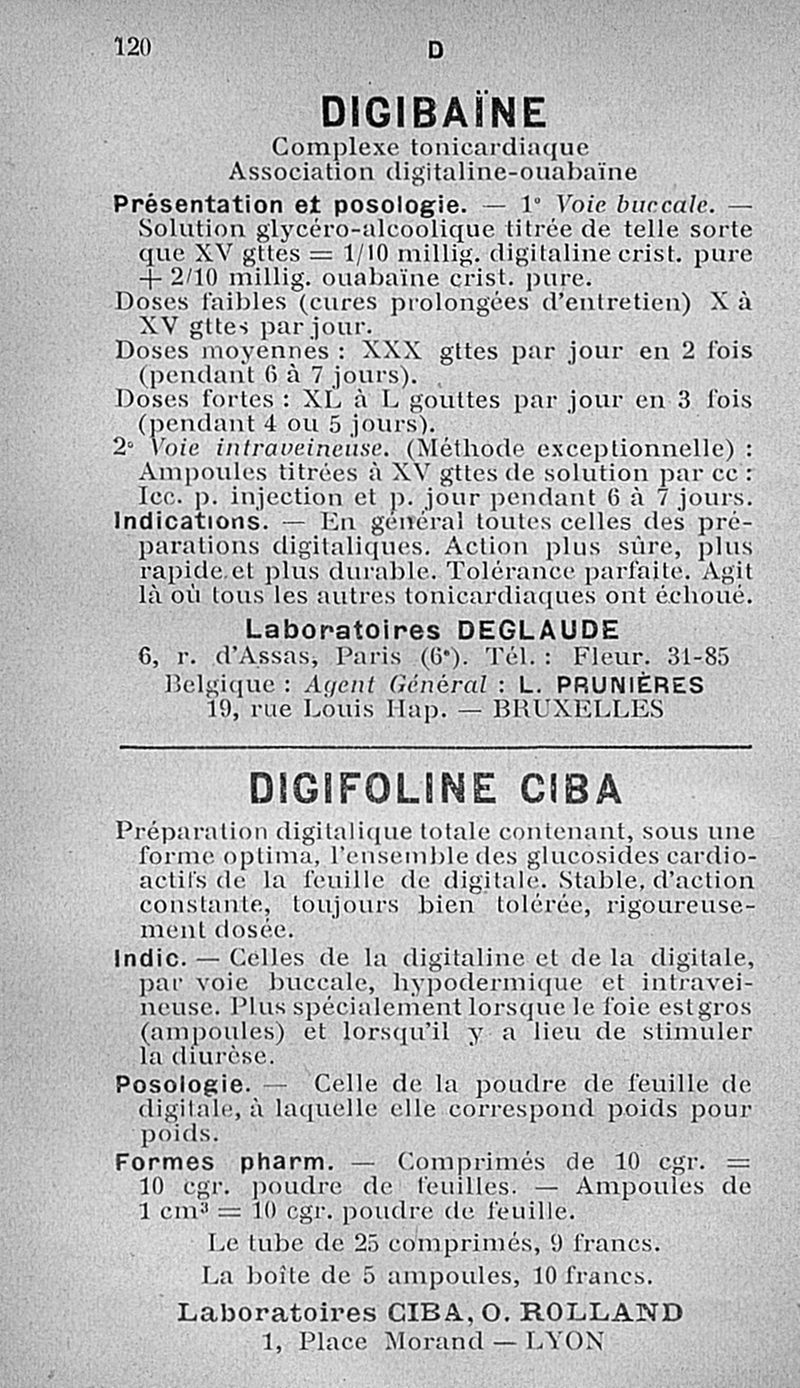 120
D
DIGIBAÏNE
Complexe tonicardiaque
Association digitaline-ouabaïne
Présentation et posologie. — 1° Voie buccale. —
Solution glycéro-alcoolique titrée de telle sorte
que XV gttes = 1/10 millig. digitaline crist. pure
+ 2/10 millig. ouabaïne crist. pure.
Doses faibles (cures prolongées d'entretien) X à
XV gttes par jour.
Doses moyennes : XXX gttes par jour en 2 fois
(pendant 6 à 7 jours).
Doses fortes : XL à L gouttes par jour en 3 fois
(pendant 4 ou 5 jours).
2° Voie intraveineuse. (Méthode exceptionnelle) :
Ampoules titrées à XV gttes de solution par cc :
Icc. p. injection et p. jour pendant 6 à 7 jours.
Indications. — En général toutes celles des pré-
parations digitaliques. Action plus sûre, plus
rapide et plus durable. Tolérance parfaite. Agit
là où tous les autres tonicardiaques ont échoué.
Laboratoires DEGLAUDE
6, r. d'Assas, Paris (6e). Tél. : Fleur. 31-85
Belgique : Agent Général : L. PRUNIÈRES
19, rue Louis Hap. — BRUXELLES
DIGIFOLINE CIBA
Préparation digitalique totale contenant, sous une
forme optima, l'ensemble des glucosides cardio-
actifs de la feuille de digitale. Stable, d'action
constante, toujours bien tolérée, rigoureuse-
ment dosée.
Indic. — Celles de la digitaline et de la digitale,
par voie buccale, hypodermique et intravei-
neuse. Plus spécialement lorsque le foie est gros
(ampoules) et lorsqu'il y a lieu de stimuler
la diurèse.
Posologie. — Celle de la poudre de feuille de
digitale, à laquelle elle correspond poids pour
poids.
Formes pharm. — Comprimés de 10 cgr. =
10 cgr. poudre de feuilles. — Ampoules de
1 cm³ = 10 cgr. poudre de feuille.
Le tube de 25 comprimés, 9 francs.
La boîte de 5 ampoules, 10 francs.
Laboratoires CIBA, O. ROLLAND
1, Place Morand — LYON